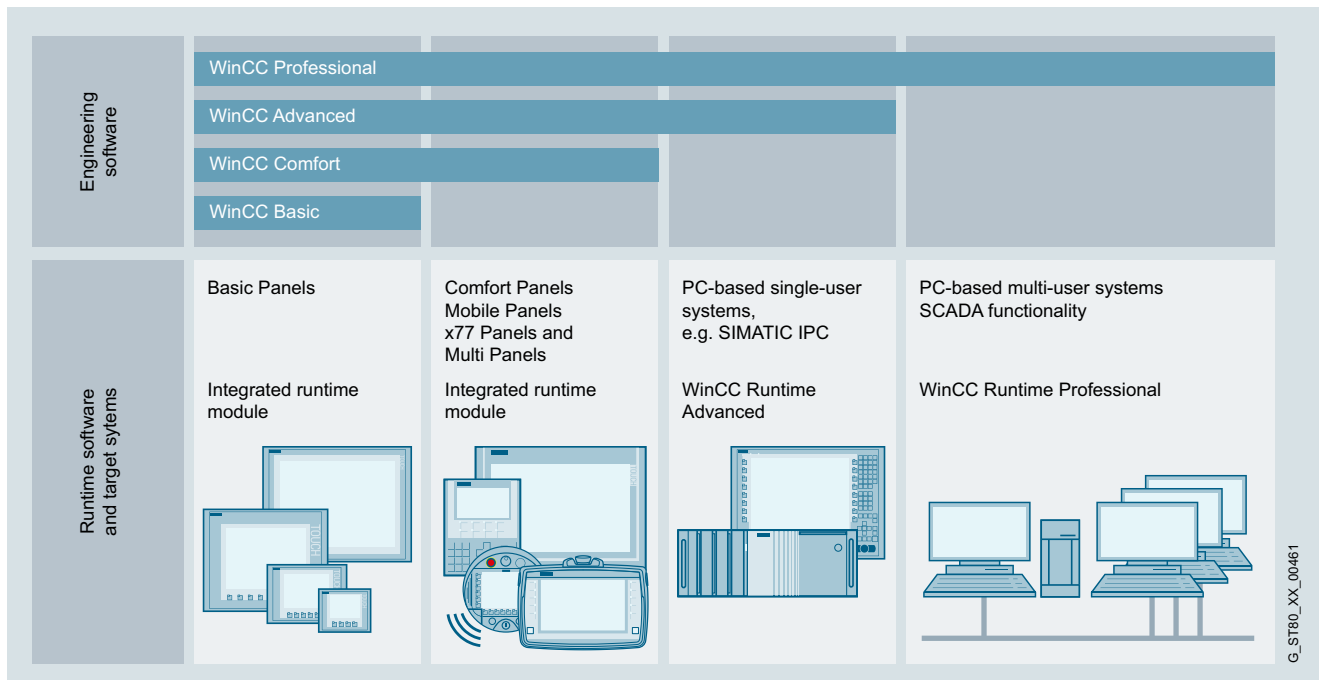 Engineering
software
WinCC Professional
WinCC Advanced
WinCC Comfort
WinCC Basic
Runtime software
and target sytems
Basic Panels
Integrated runtime
module
Comfort Panels
Mobile Panels
x77 Panels and
Multi Panels
Integrated runtime
module
PC-based single-user
systems,
e.g. SIMATIC IPC
WinCC Runtime
Advanced
PC-based multi-user systems
SCADA functionality
WinCC Runtime Professional
G_ST80_XX_00461